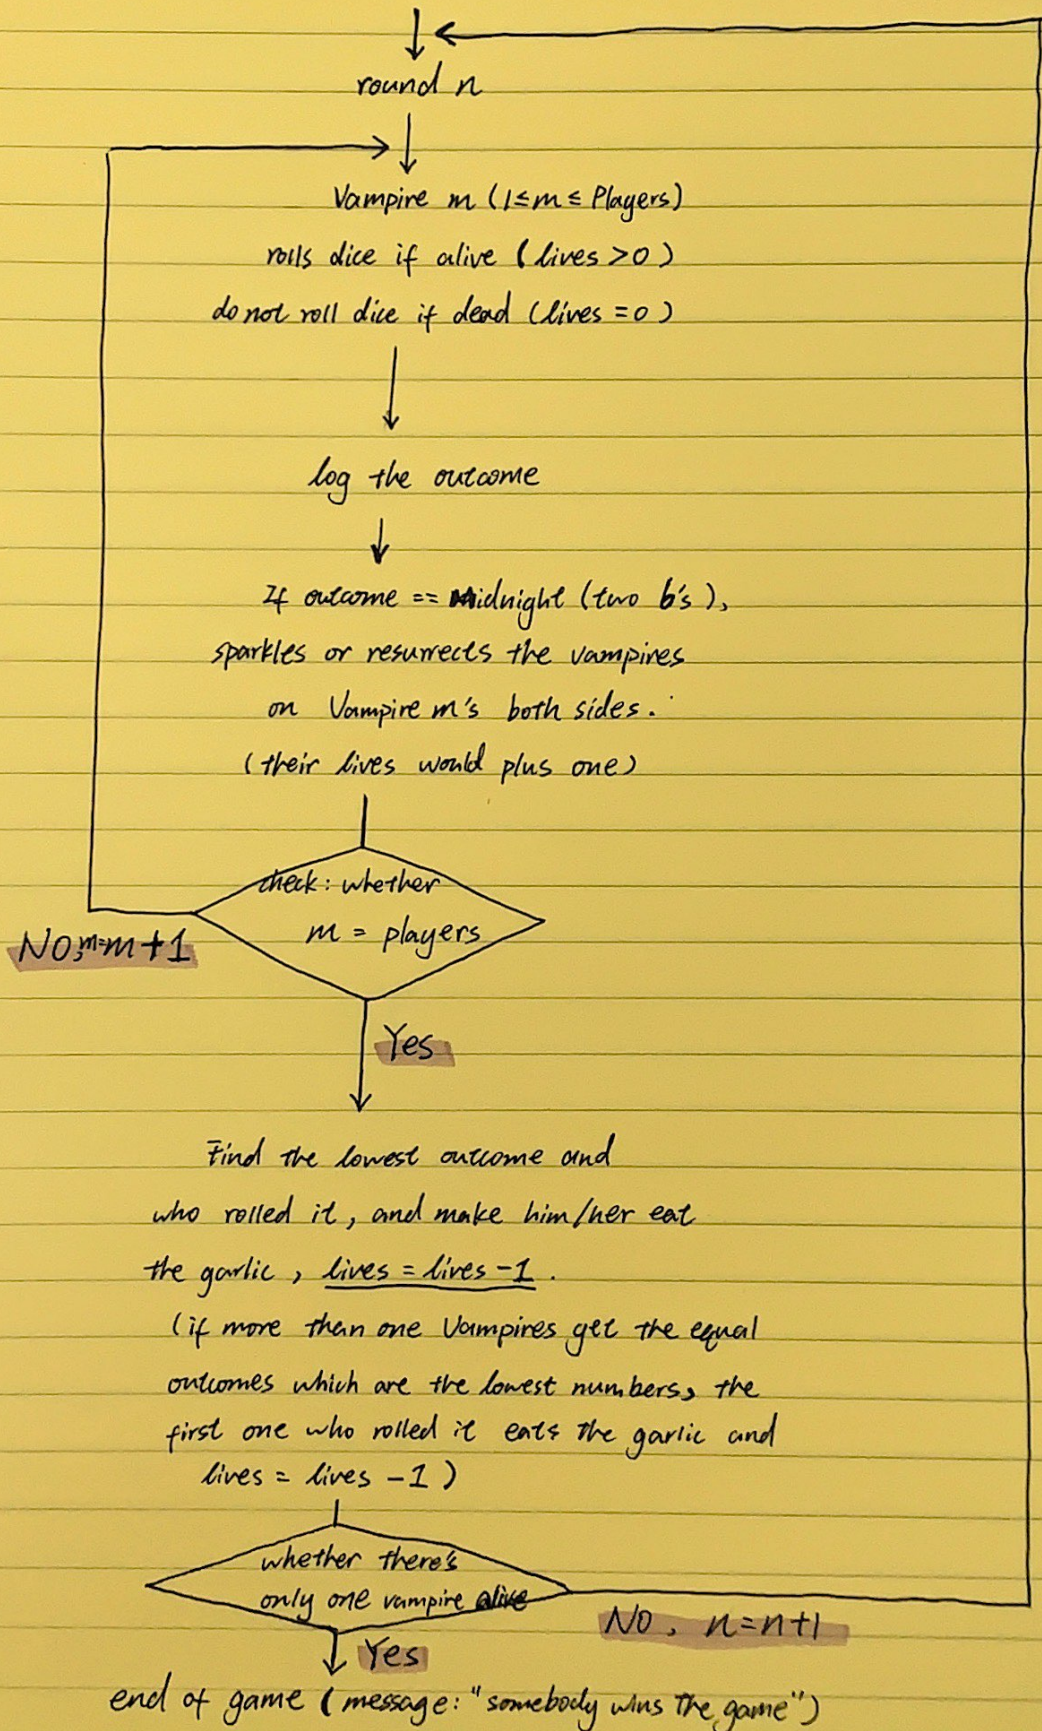 round n
Vampire m (1≤m≤Players)
rolls dice if alive (lives>0)
do not roll dice if dead (lives=0)
log the outcome
If outcome == Midnight (two 6's),
sparkles or resurrects the vampires
on Vampire m's both sides.
(their lives would plus one)
check: whether
m = players
No, m=m+1
Yes
Find the lowest outcome and
who rolled it, and make him/her eat
the garlic, lives = lives -1.
(if more than one Vampires get the equal
outcomes which are the lowest numbers, the
first one who rolled it eats the garlic and
lives = lives -1)
whether there's
only one vampire alive
No, n=n+1
Yes
end of game (message: "somebody wins the game")